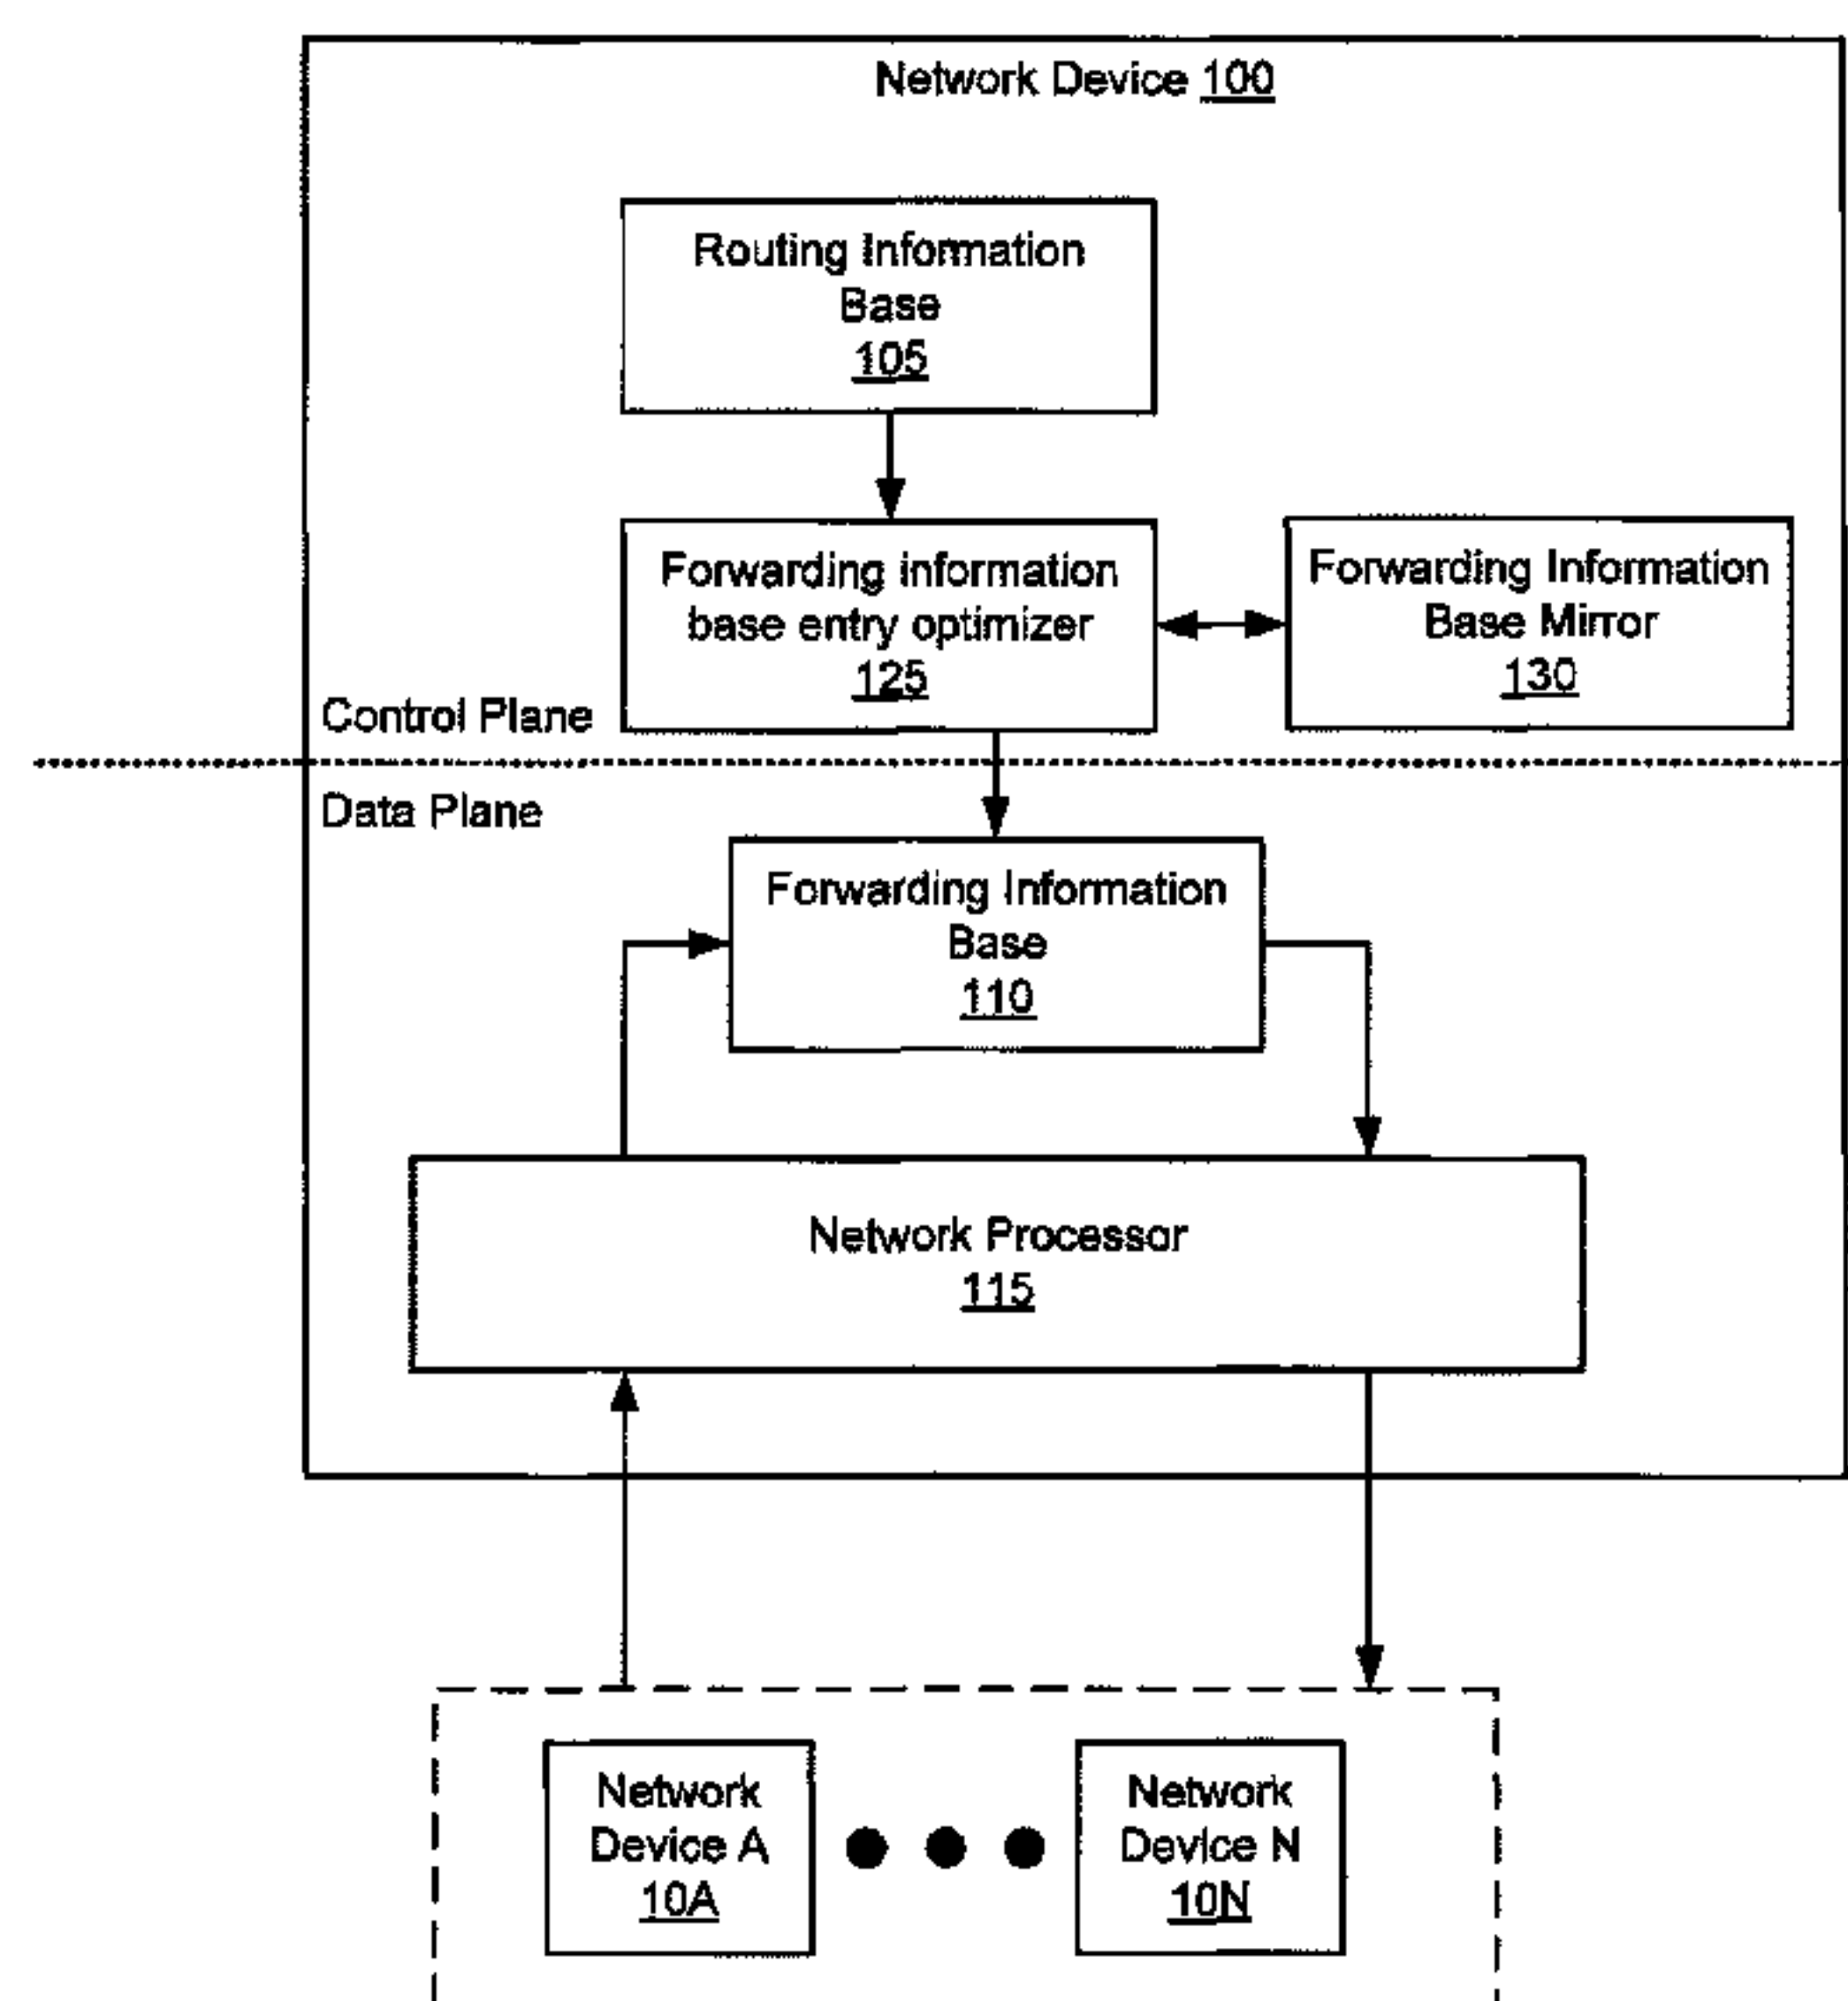 Network Device 100
Routing Information
Base
105
Forwarding information
base entry optimizer
125
Forwarding Information
Base Mirror
130
Control Plane
Data Plane
Forwarding Information
Base
110
Network Processor
115
Network
Device A
10A
Network
Device N
10N